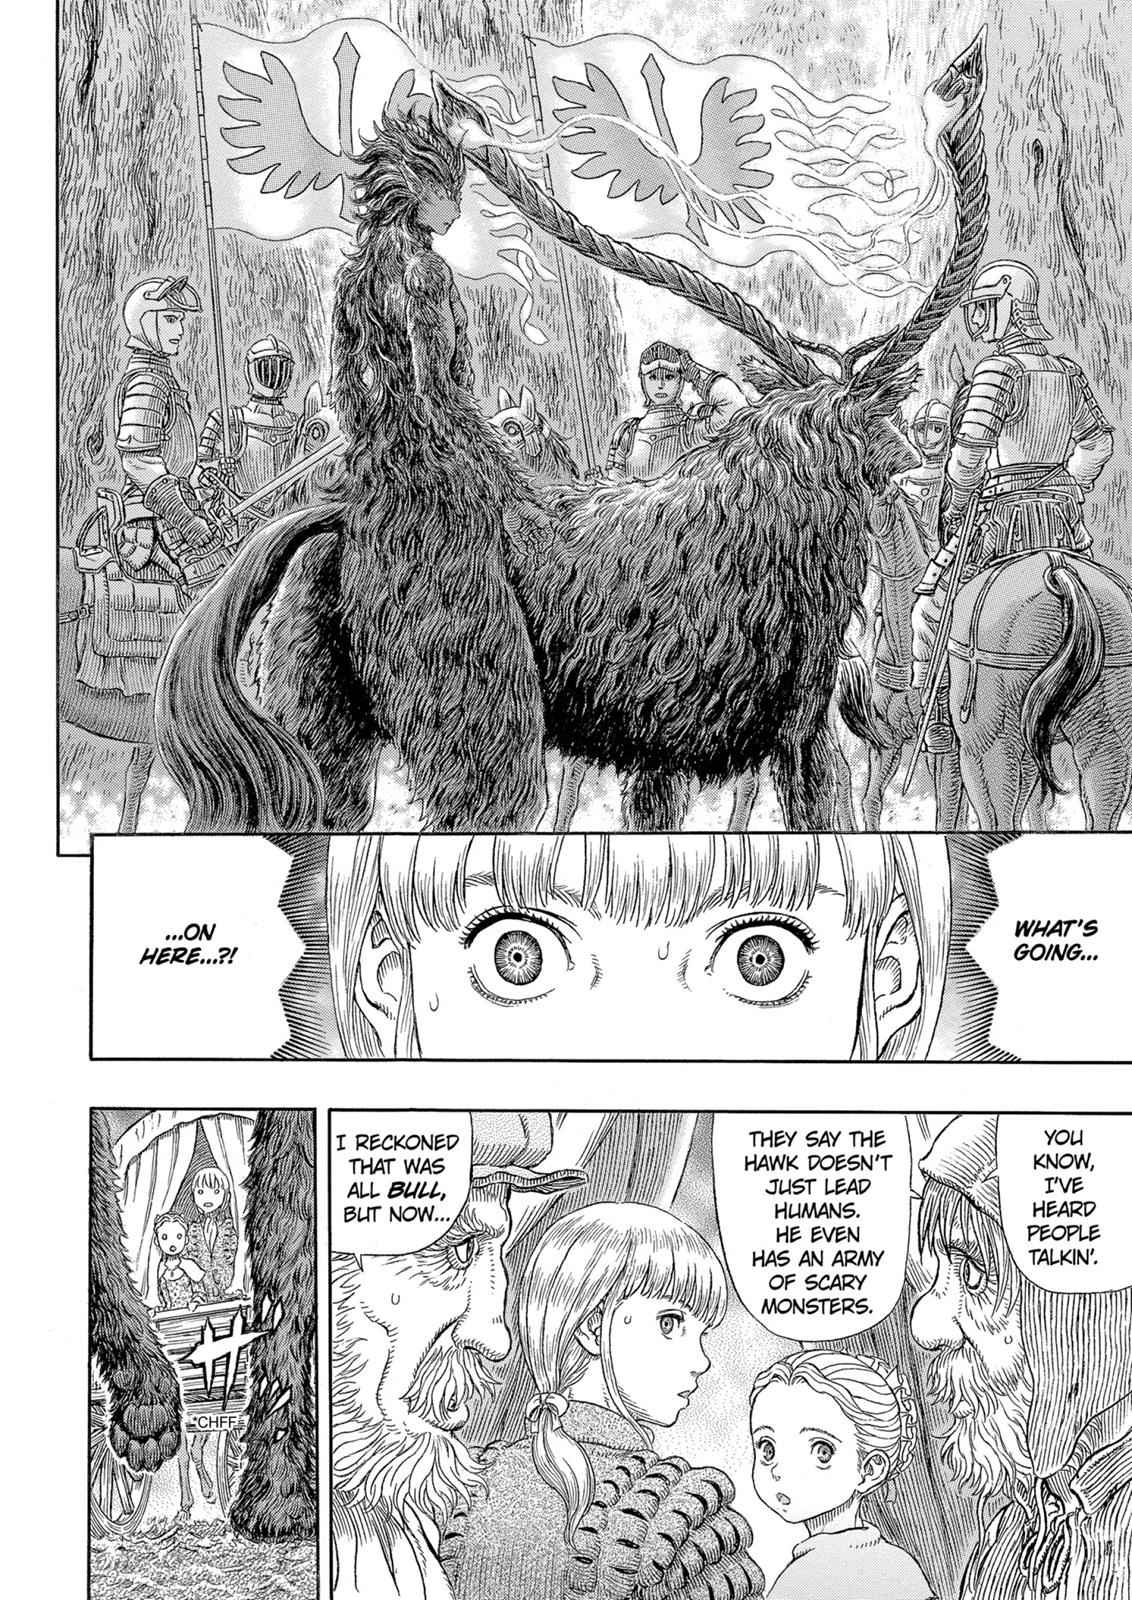 WHAT'S
GOING...
...ON
HERE...?!
YOU
KNOW,
I'VE
HEARD
PEOPLE
TALKIN'.
THEY SAY THE
HAWK DOESN'T
JUST LEAD
HUMANS.
HE EVEN
HAS AN ARMY
OF SCARY
MONSTERS.
I RECKONED
THAT WAS
ALL BULL,
BUT NOW...
ザ
*CHFF